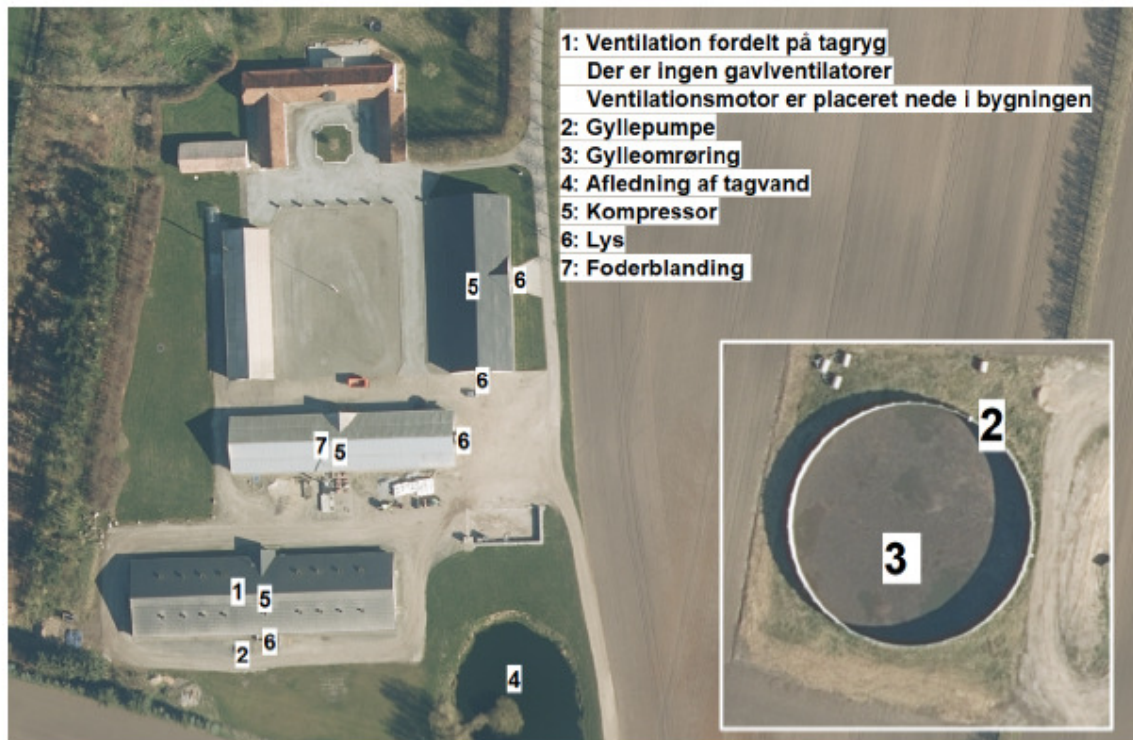 1: Ventilation fordelt på tagryg
Der er ingen gavlventilatorer
Ventilationsmotor er placeret nede i bygningen
2: Gyllepumpe
3: Gylleomrøring
4: Afledning af tagvand
5: Kompressor
6: Lys
7: Foderblanding
5
6
6
7
5
6
2
3
1
5
6
2
4